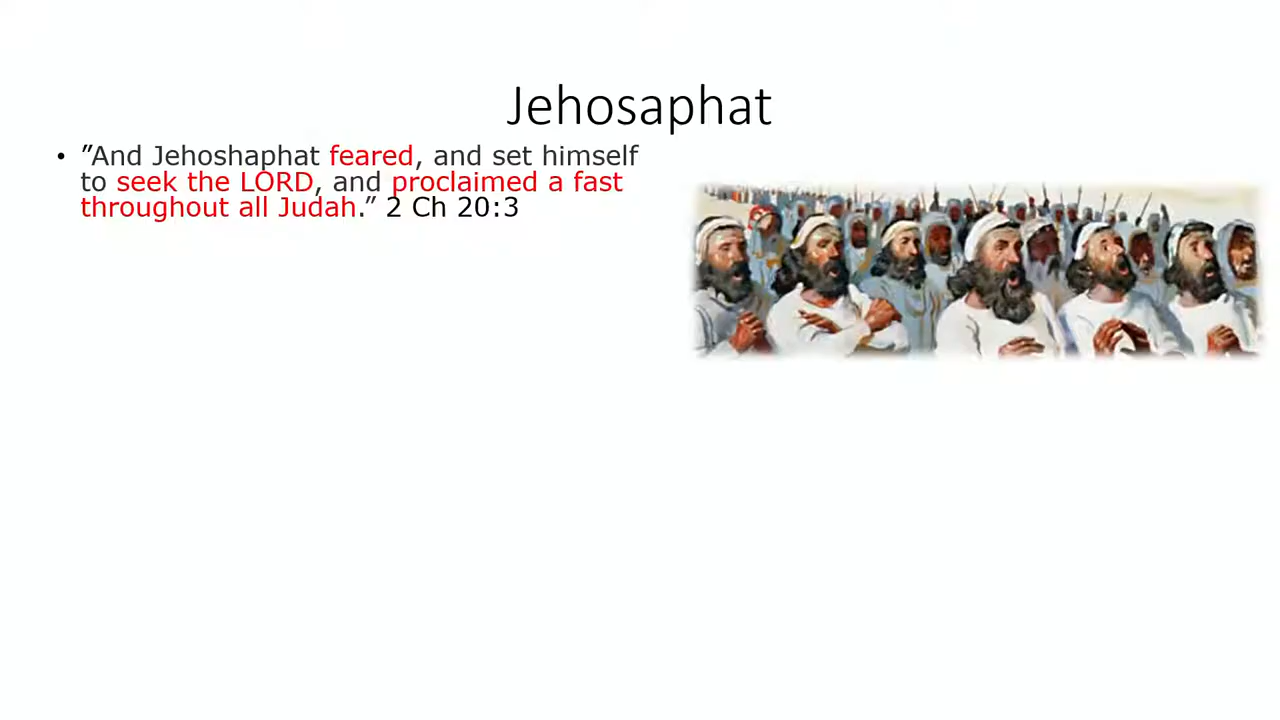 Jehosaphat
• ”And Jehoshaphat feared, and set himself
to seek the LORD, and proclaimed a fast
throughout all Judah.” 2 Ch 20:3